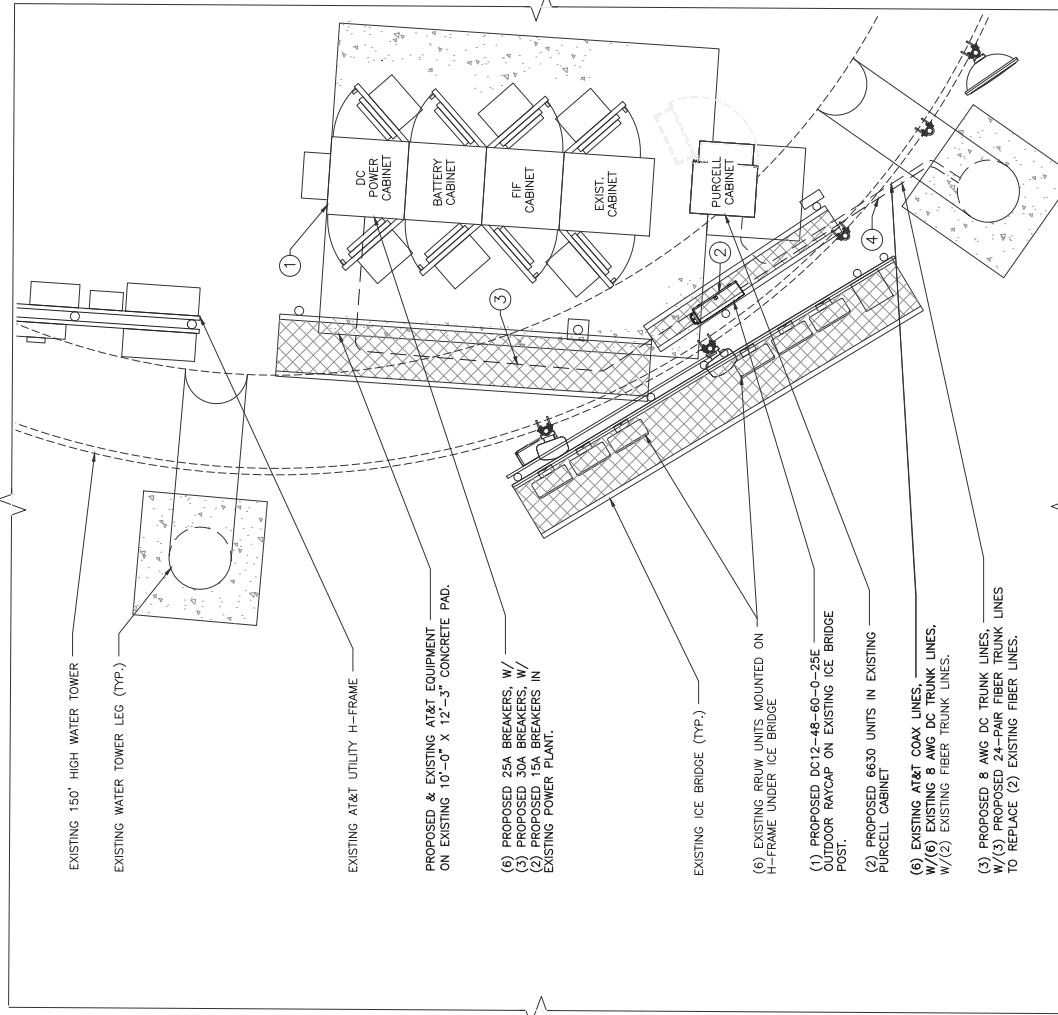 EXISTING 150' HIGH WATER TOWER
EXISTING WATER TOWER LEG (TYP.)
EXISTING AT&T UTILITY H-FRAME
PROPOSED & EXISTING AT&T EQUIPMENT
ON EXISTING 10'-0" X 12'-3" CONCRETE PAD.
(6) PROPOSED 25A BREAKERS, W/
(3) PROPOSED 30A BREAKERS, W/
(2) PROPOSED 15A BREAKERS IN
EXISTING POWER PLANT.
EXISTING ICE BRIDGE (TYP.)
(6) EXISTING RRUW UNITS MOUNTED ON
H-FRAME UNDER ICE BRIDGE
(1) PROPOSED DC12-48-60-0-25E
OUTDOOR RAYCAP ON EXISTING ICE BRIDGE
POST.
(2) PROPOSED 6630 UNITS IN EXISTING
PURCELL CABINET
(6) EXISTING AT&T COAX LINES,
W/(6) EXISTING 8 AWG DC TRUNK LINES,
W/(2) EXISTING FIBER TRUNK LINES.
(3) PROPOSED 8 AWG DC TRUNK LINES,
W/(3) PROPOSED 24-PAIR FIBER TRUNK LINES
TO REPLACE (2) EXISTING FIBER LINES.
1
DC
POWER
CABINET
BATTERY
CABINET
FIF
CABINET
EXIST.
CABINET
PURCELL
CABINET
3
2
4